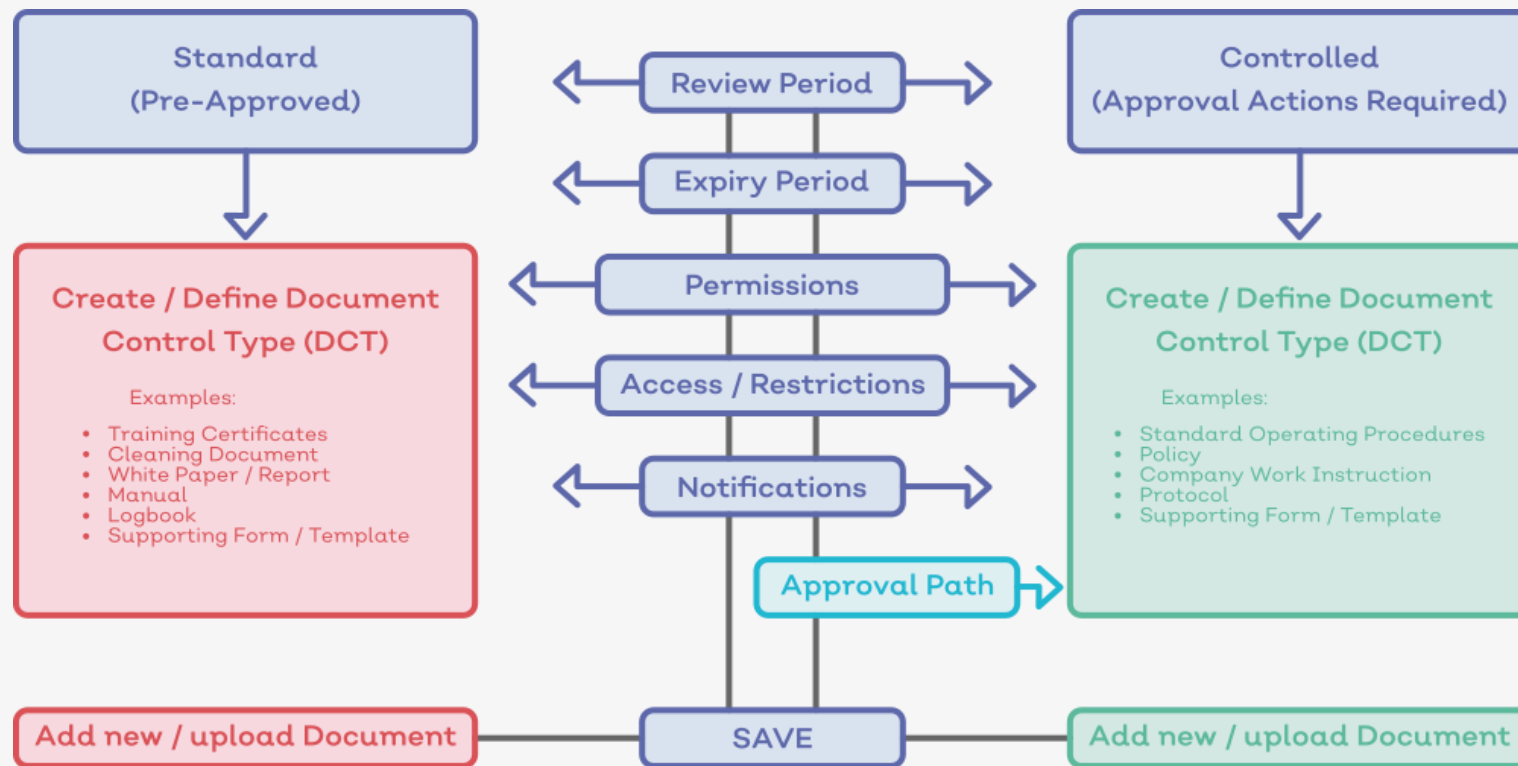 Standard
(Pre-Approved)
Review Period
Controlled
(Approval Actions Required)
Expiry Period
Create / Define Document
Control Type (DCT)
Examples:
• Training Certificates
• Cleaning Document
• White Paper / Report
• Manual
• Logbook
• Supporting Form / Template
Permissions
Access / Restrictions
Notifications
Approval Path
Create / Define Document
Control Type (DCT)
Examples:
• Standard Operating Procedures
• Policy
• Company Work Instruction
• Protocol
• Supporting Form / Template
Add new / upload Document
SAVE
Add new / upload Document